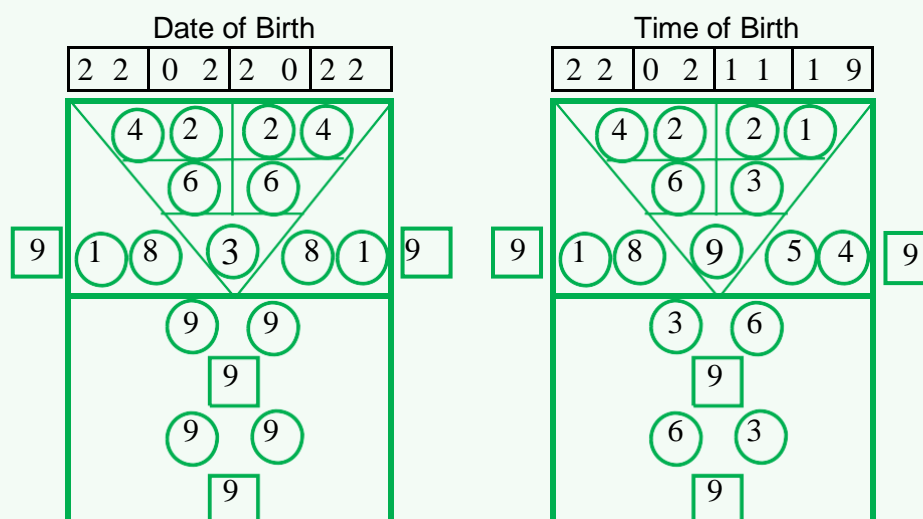 Date of Birth
2 2 0 2 2 0 2 2
4 2 2 4
6 6
9 1 8 3 8 1 9
9 9
9
9 9
9
Time of Birth
2 2 0 2 1 1 1 9
4 2 2 1
6 3
9 1 8 9 5 4 9
3 6
9
6 3
9